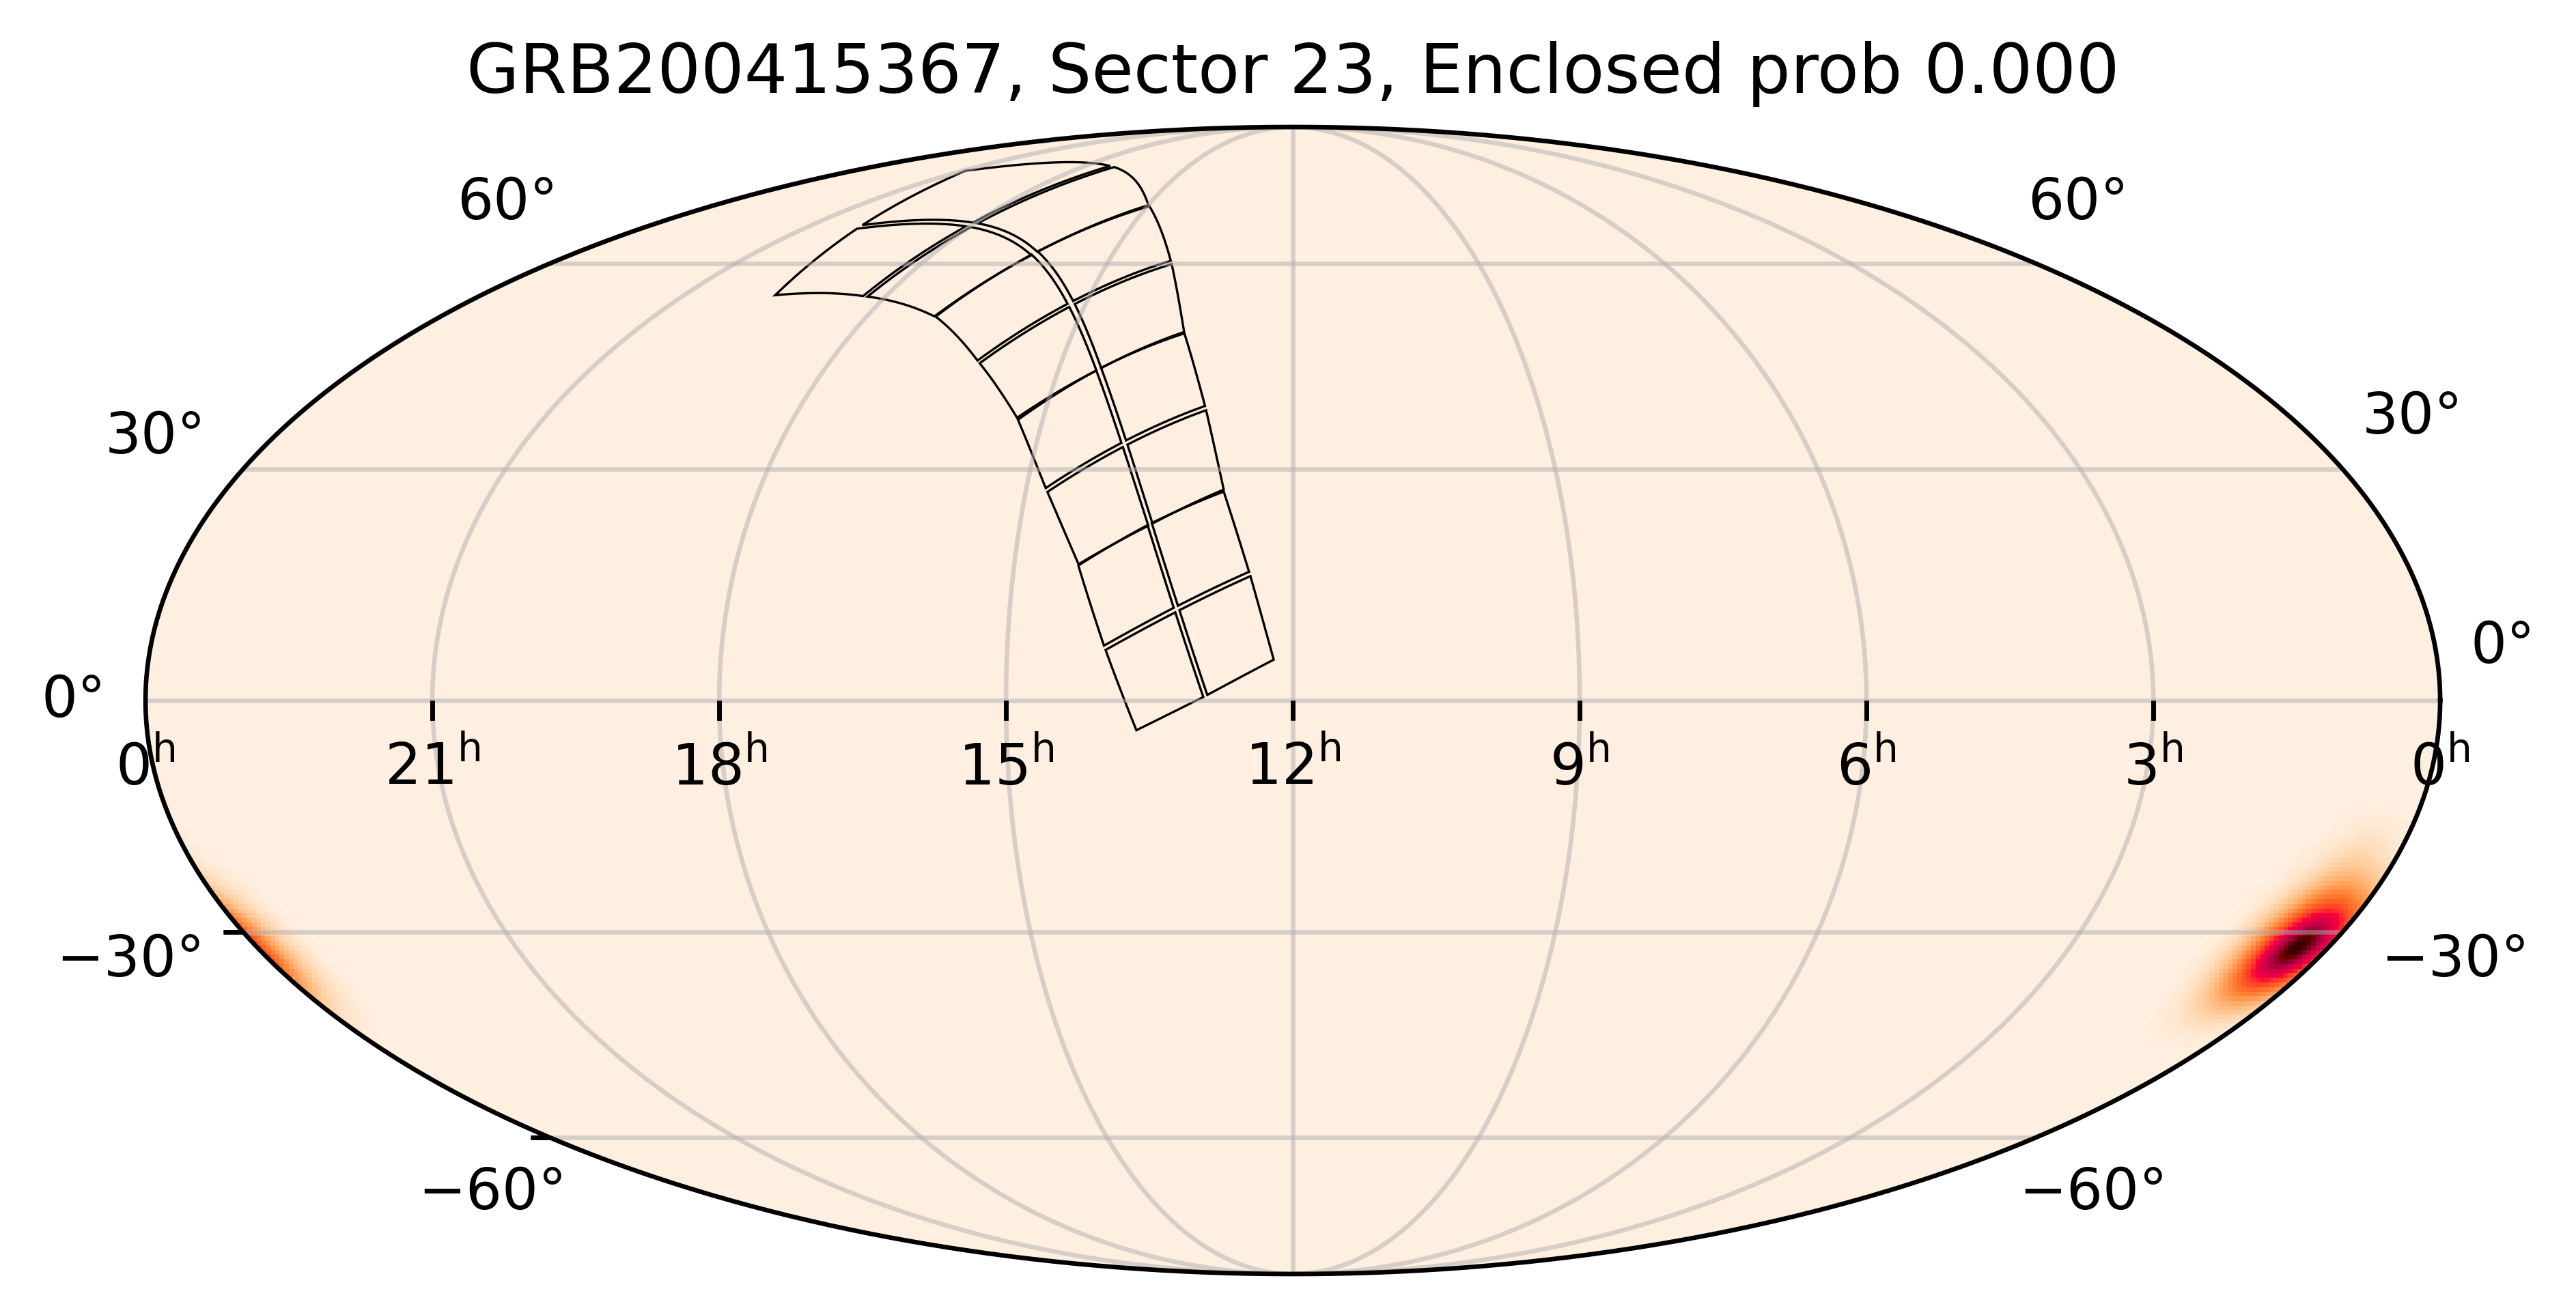 GRB200415367, Sector 23, Enclosed prob 0.000
60° 60°
30° 30°
0° 0°
0ʰ 21ʰ 18ʰ 15ʰ 12ʰ 9ʰ 6ʰ 3ʰ 0ʰ
−30° −30°
−60° −60°